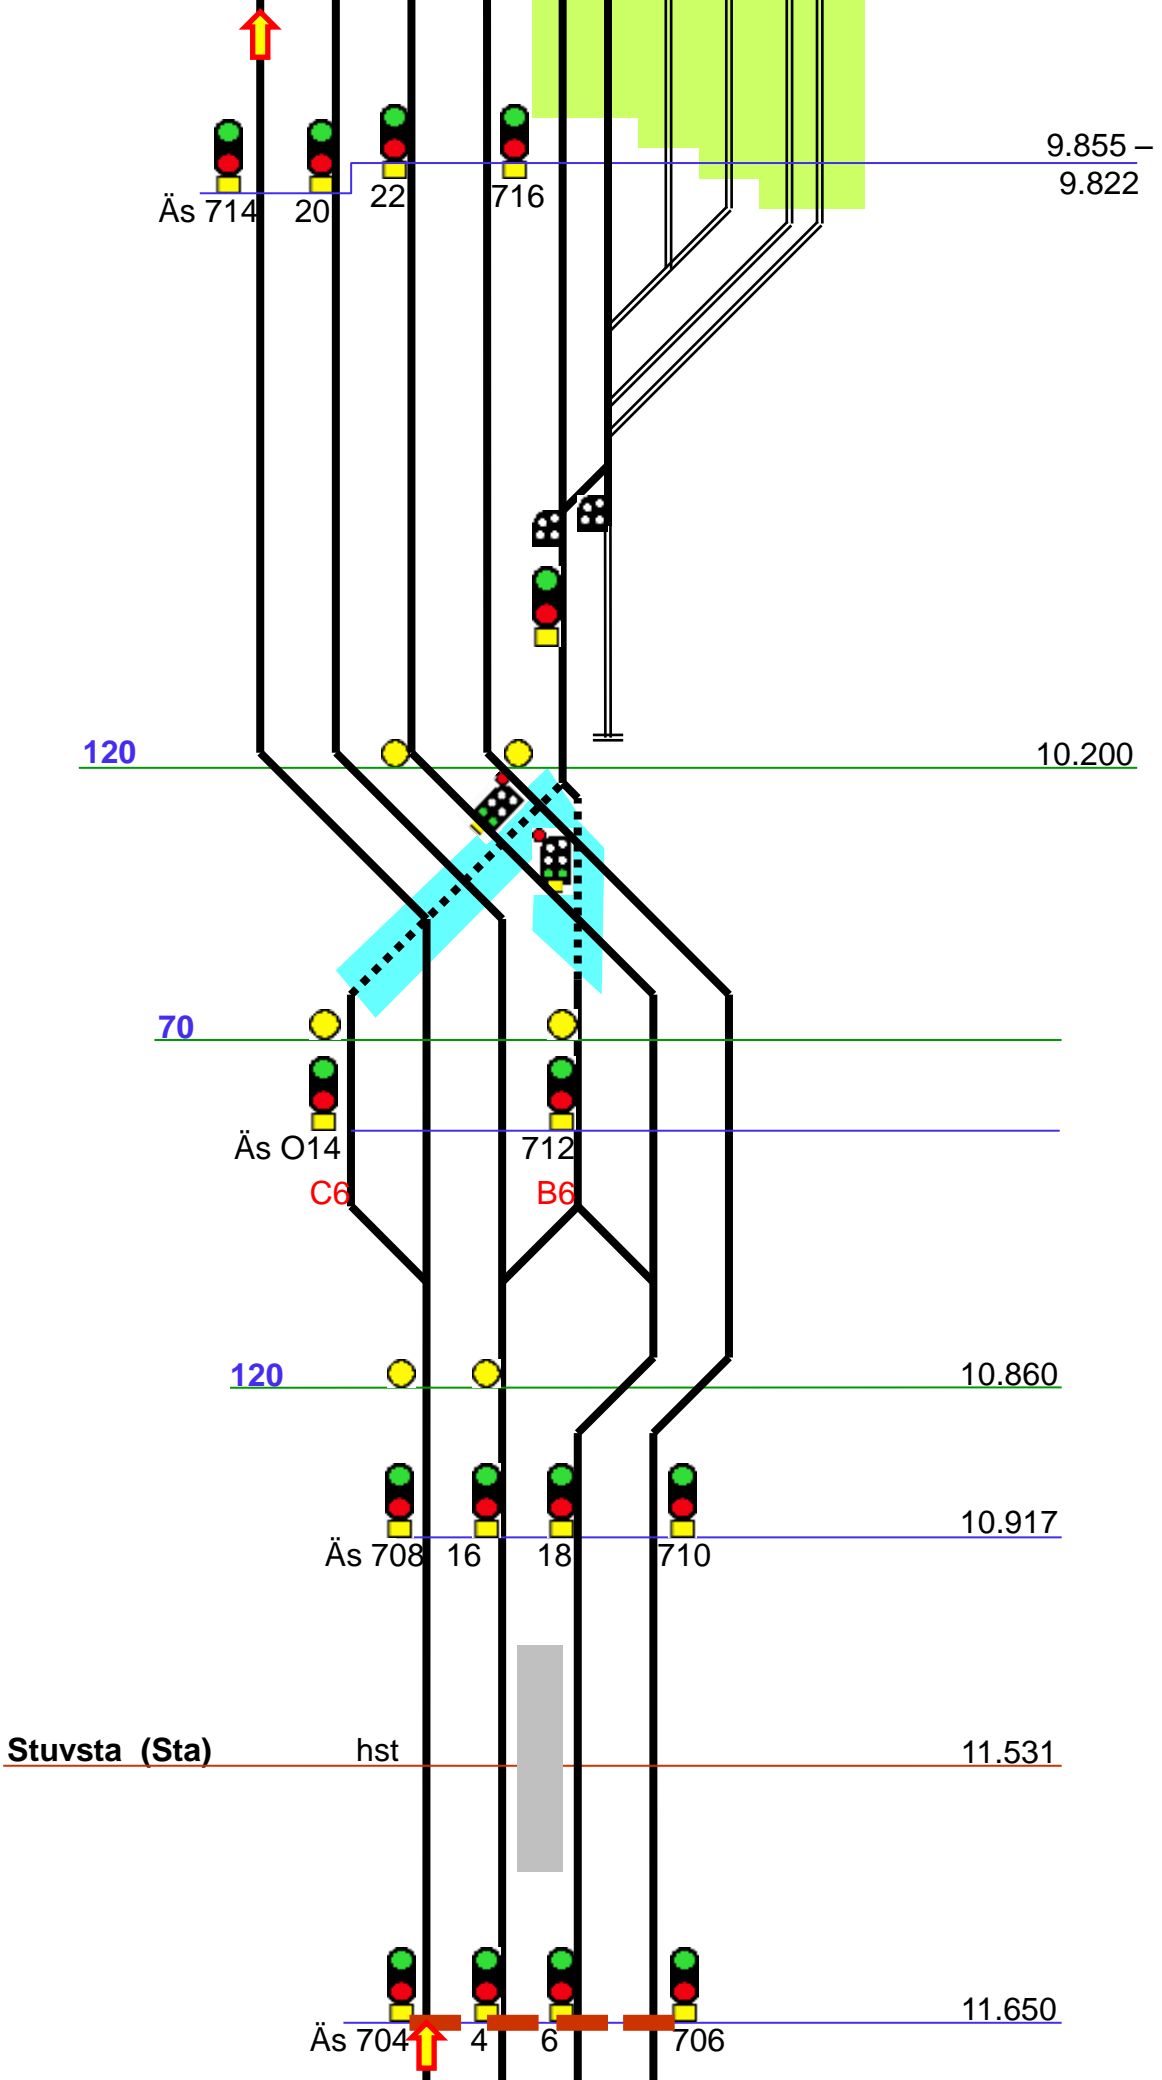 9.855 –
9.822
Äs 714 20 22 716
120 10.200
70
Äs O14 712
C6 B6
120 10.860
10.917
Äs 708 16 18 710
Stuvsta (Sta) hst 11.531
11.650
Äs 704 4 6 706